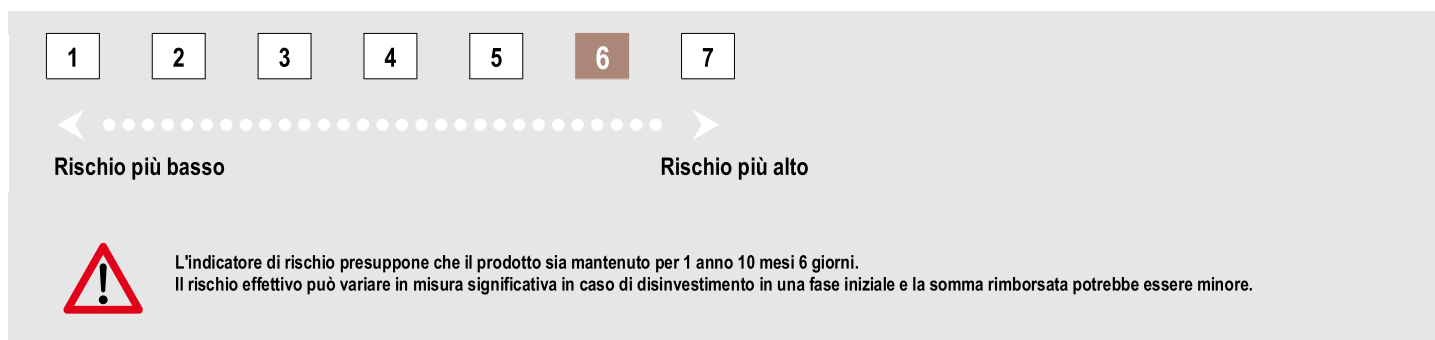 1 2 3 4 5 6 7
Rischio più basso Rischio più alto
L'indicatore di rischio presuppone che il prodotto sia mantenuto per 1 anno 10 mesi 6 giorni.
Il rischio effettivo può variare in misura significativa in caso di disinvestimento in una fase iniziale e la somma rimborsata potrebbe essere minore.